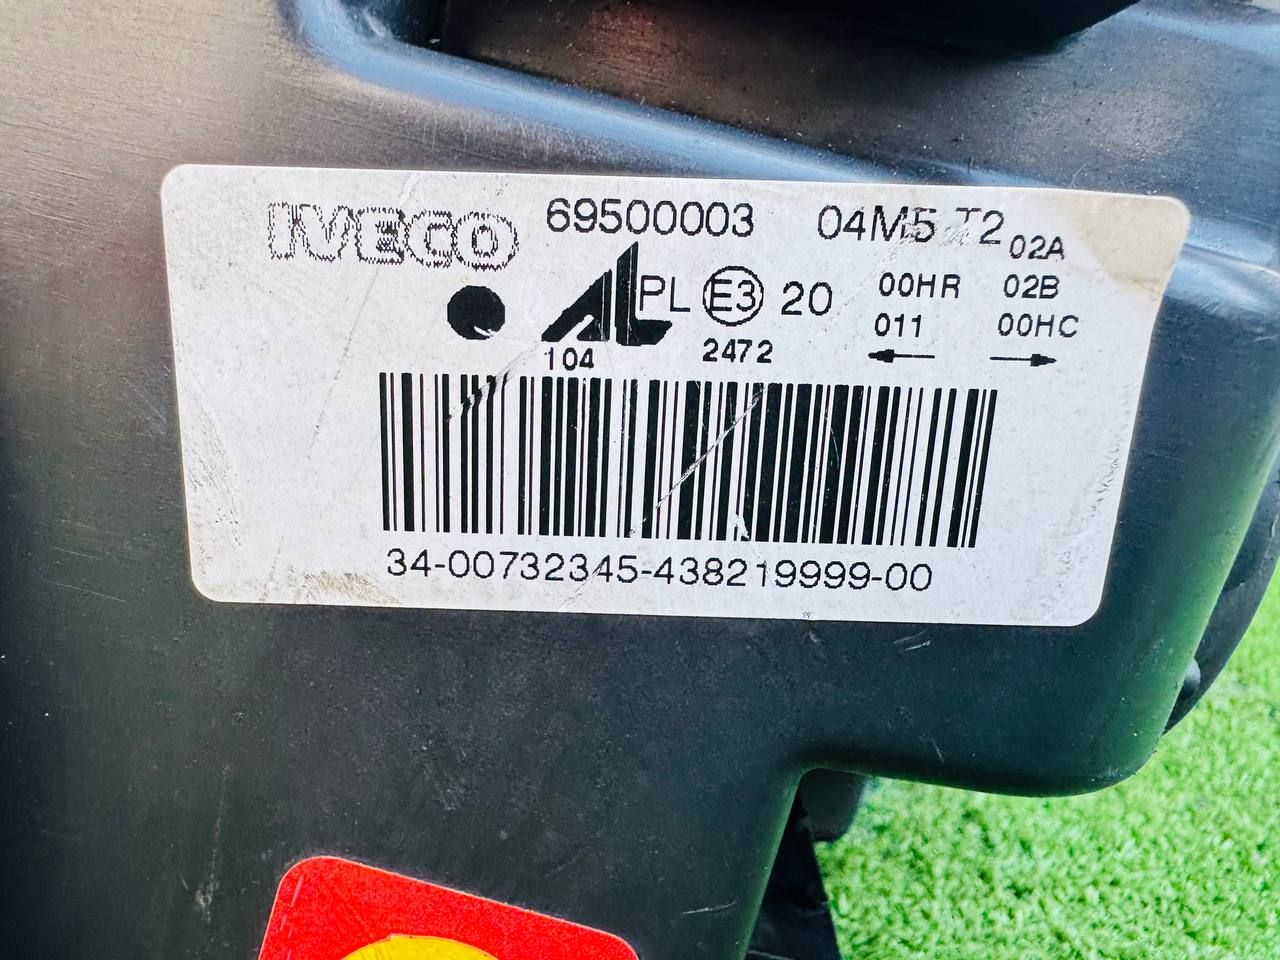 IVECO 69500003 04M5 T2 02A
PL E3 20 00HR 02B
011 00HC
104 2472
34-00732345-438219999-00